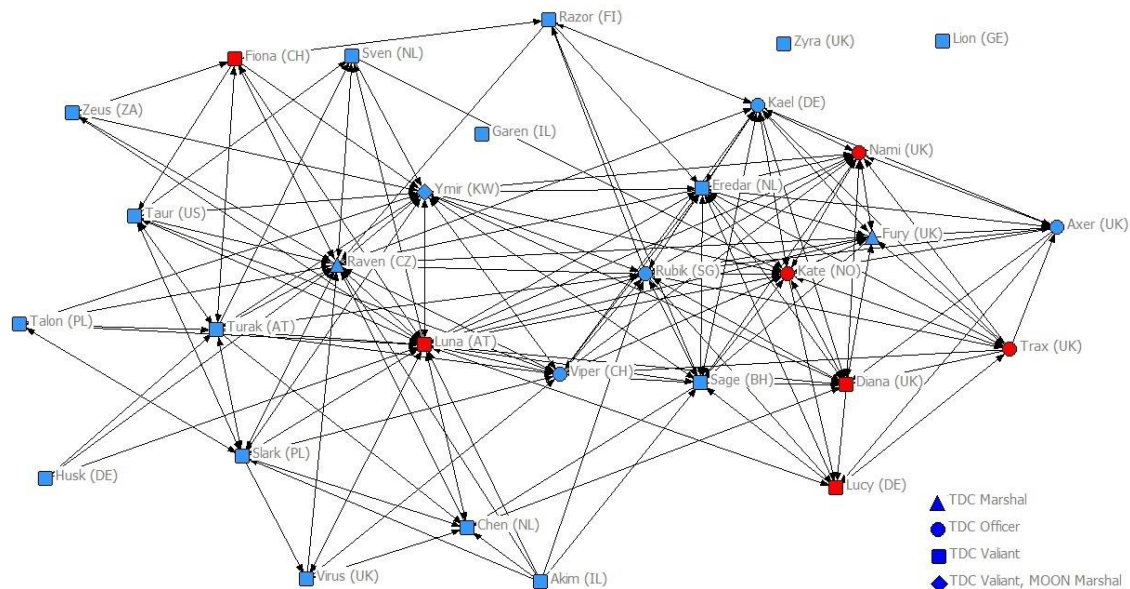 Razor (FI)
Zyra (UK)
Lion (GE)
Fiona (CH)
Sven (NL)
Zeus (ZA)
Kael (DE)
Garen (IL)
Nami (UK)
Ymir (KW)
Eredar (NL)
Taur (US)
Axer (UK)
Fury (UK)
Raven (CZ)
Rubik (SG)
Kate (NO)
Talon (PL)
Turak (AT)
Luna (AT)
Trax (UK)
Viper (CH)
Sage (BH)
Diana (UK)
Slark (PL)
Husk (DE)
Lucy (DE)
Chen (NL)
Virus (UK)
Akim (IL)
TDC Marshal
TDC Officer
TDC Valiant
TDC Valiant, MOON Marshal